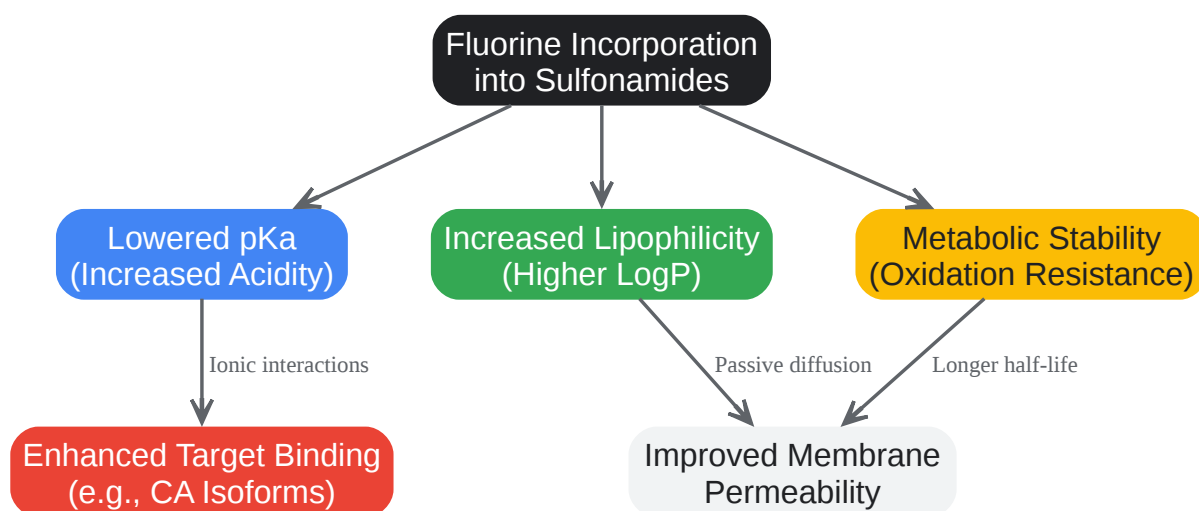 Fluorine Incorporation
into Sulfonamides
Lowered pKa
(Increased Acidity)
Increased Lipophilicity
(Higher LogP)
Metabolic Stability
(Oxidation Resistance)
Ionic interactions
Passive diffusion
Longer half-life
Enhanced Target Binding
(e.g., CA Isoforms)
Improved Membrane
Permeability